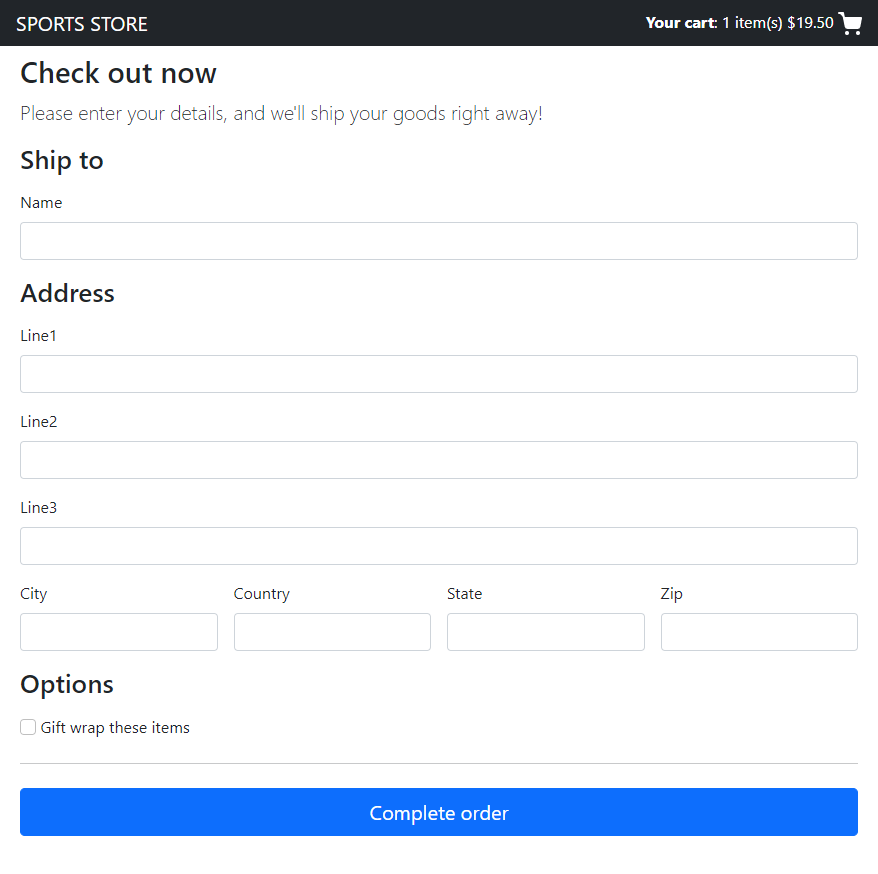 SPORTS STORE
Your cart: 1 item(s) $19.50
Check out now
Please enter your details, and we'll ship your goods right away!
Ship to
Name
Address
Line1
Line2
Line3
City Country State Zip
Options
Gift wrap these items
Complete order